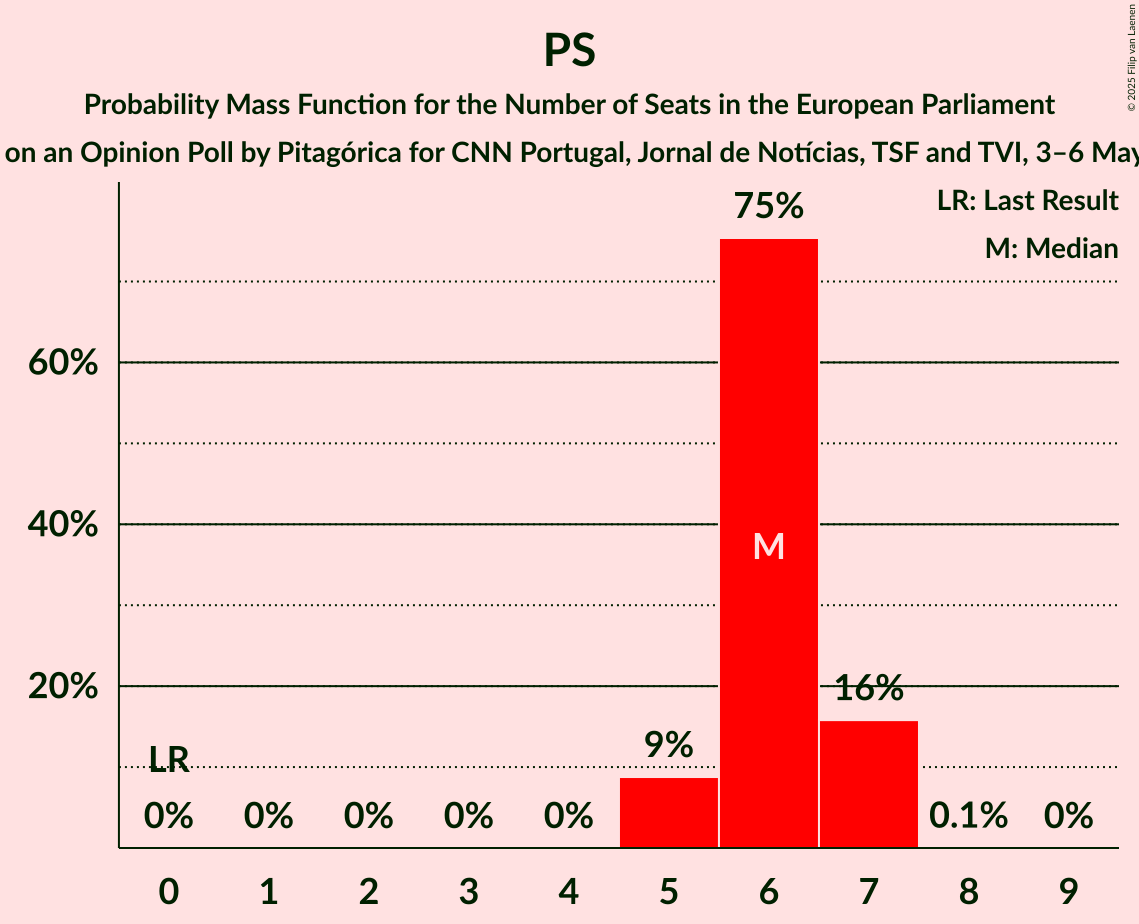 PS
Probability Mass Function for the Number of Seats in the European Parliament
on an Opinion Poll by Pitagórica for CNN Portugal, Jornal de Notícias, TSF and TVI, 3–6 May
© 2025 Filip van Laenen
LR: Last Result
M: Median
75%
60%
40%
M
20%
16%
9%
LR
0% 0% 0% 0% 0% 0.1% 0%
0 1 2 3 4 5 6 7 8 9